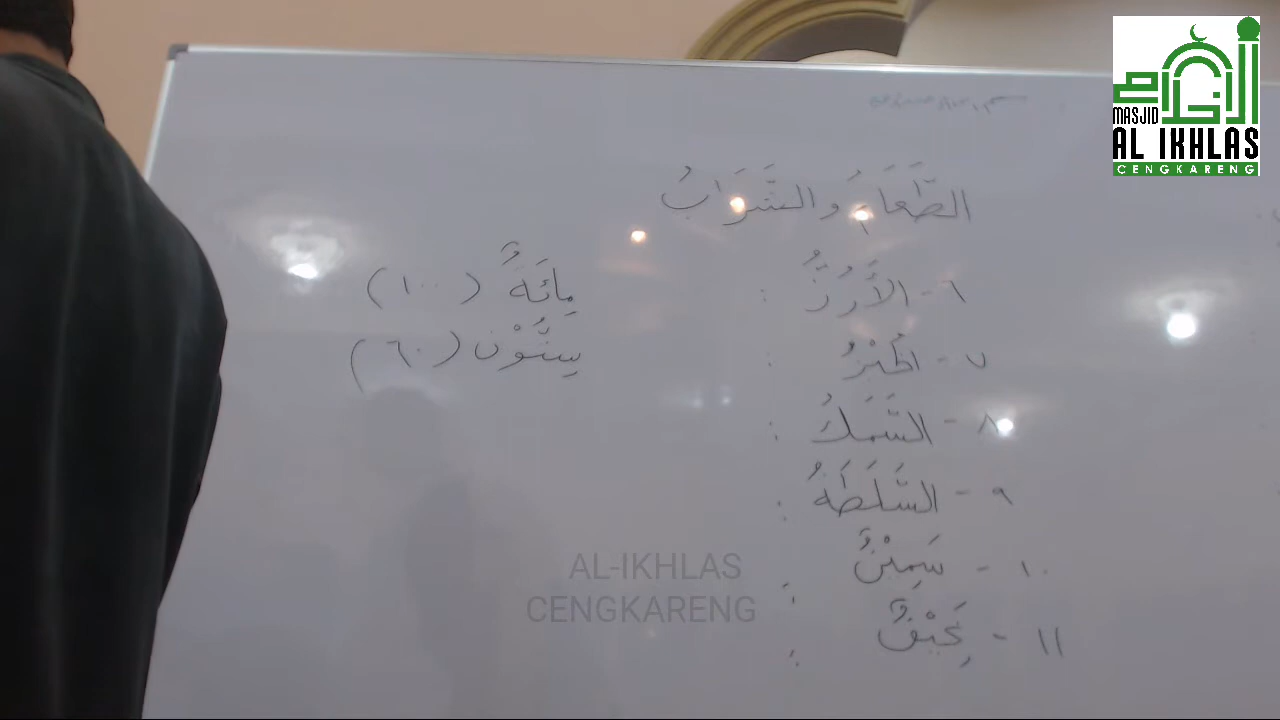 الطَّعَامُ وَالشَّرَابُ
٦ - الأَرُزُّ :
٧ - الخُبْزُ :
٨ - السَّمَكُ :
٩ - السَّلَطَةُ :
١٠ - سَمِيْنٌ :
١١ - نَحِيْفٌ :
مِائَةٌ (١٠٠)
سِتُّوْنَ (٦٠)
الإخلاص
MASJID
AL IKHLAS
CENGKARENG
AL-IKHLAS
CENGKARENG